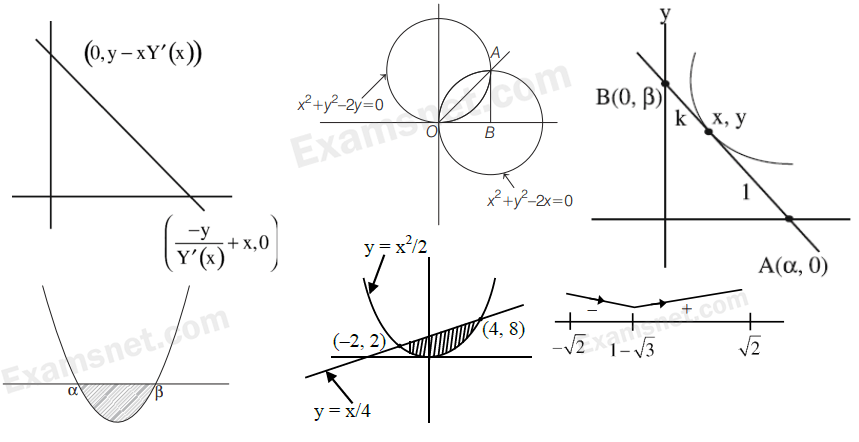 (0,y−xY′(x))
(−y/Y′(x) +x,0)
x²+y²−2y=0
A
O
B
x²+y²−2x=0
Examsnet.com
y
B(0, β)
k
x, y
1
A(α, 0)
Examsnet.com
α
β
y = x²/2
(−2, 2)
(4, 8)
y = x/4
Examsnet.com
−
+
−√2
1−√3
√2